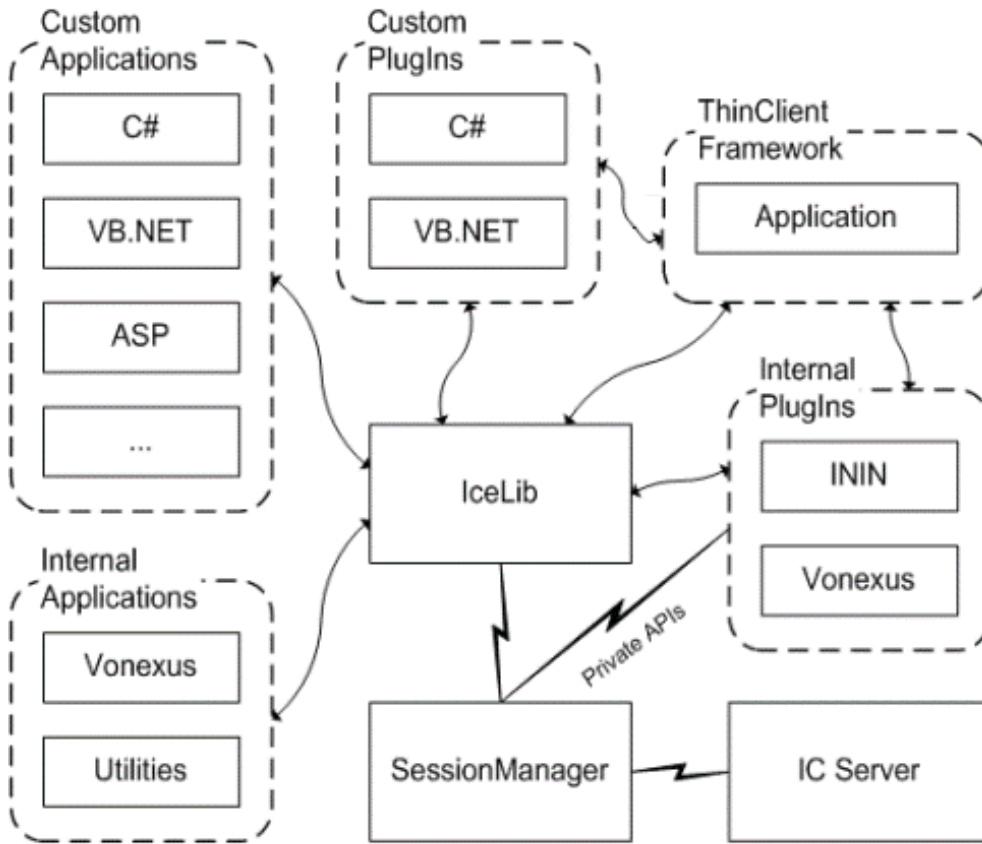 Custom
Applications
C#
VB.NET
ASP
...
Custom
PlugIns
C#
VB.NET
ThinClient
Framework
Application
Internal
PlugIns
ININ
Vonexus
IceLib
Internal
Applications
Vonexus
Utilities
Private APIs
SessionManager
IC Server